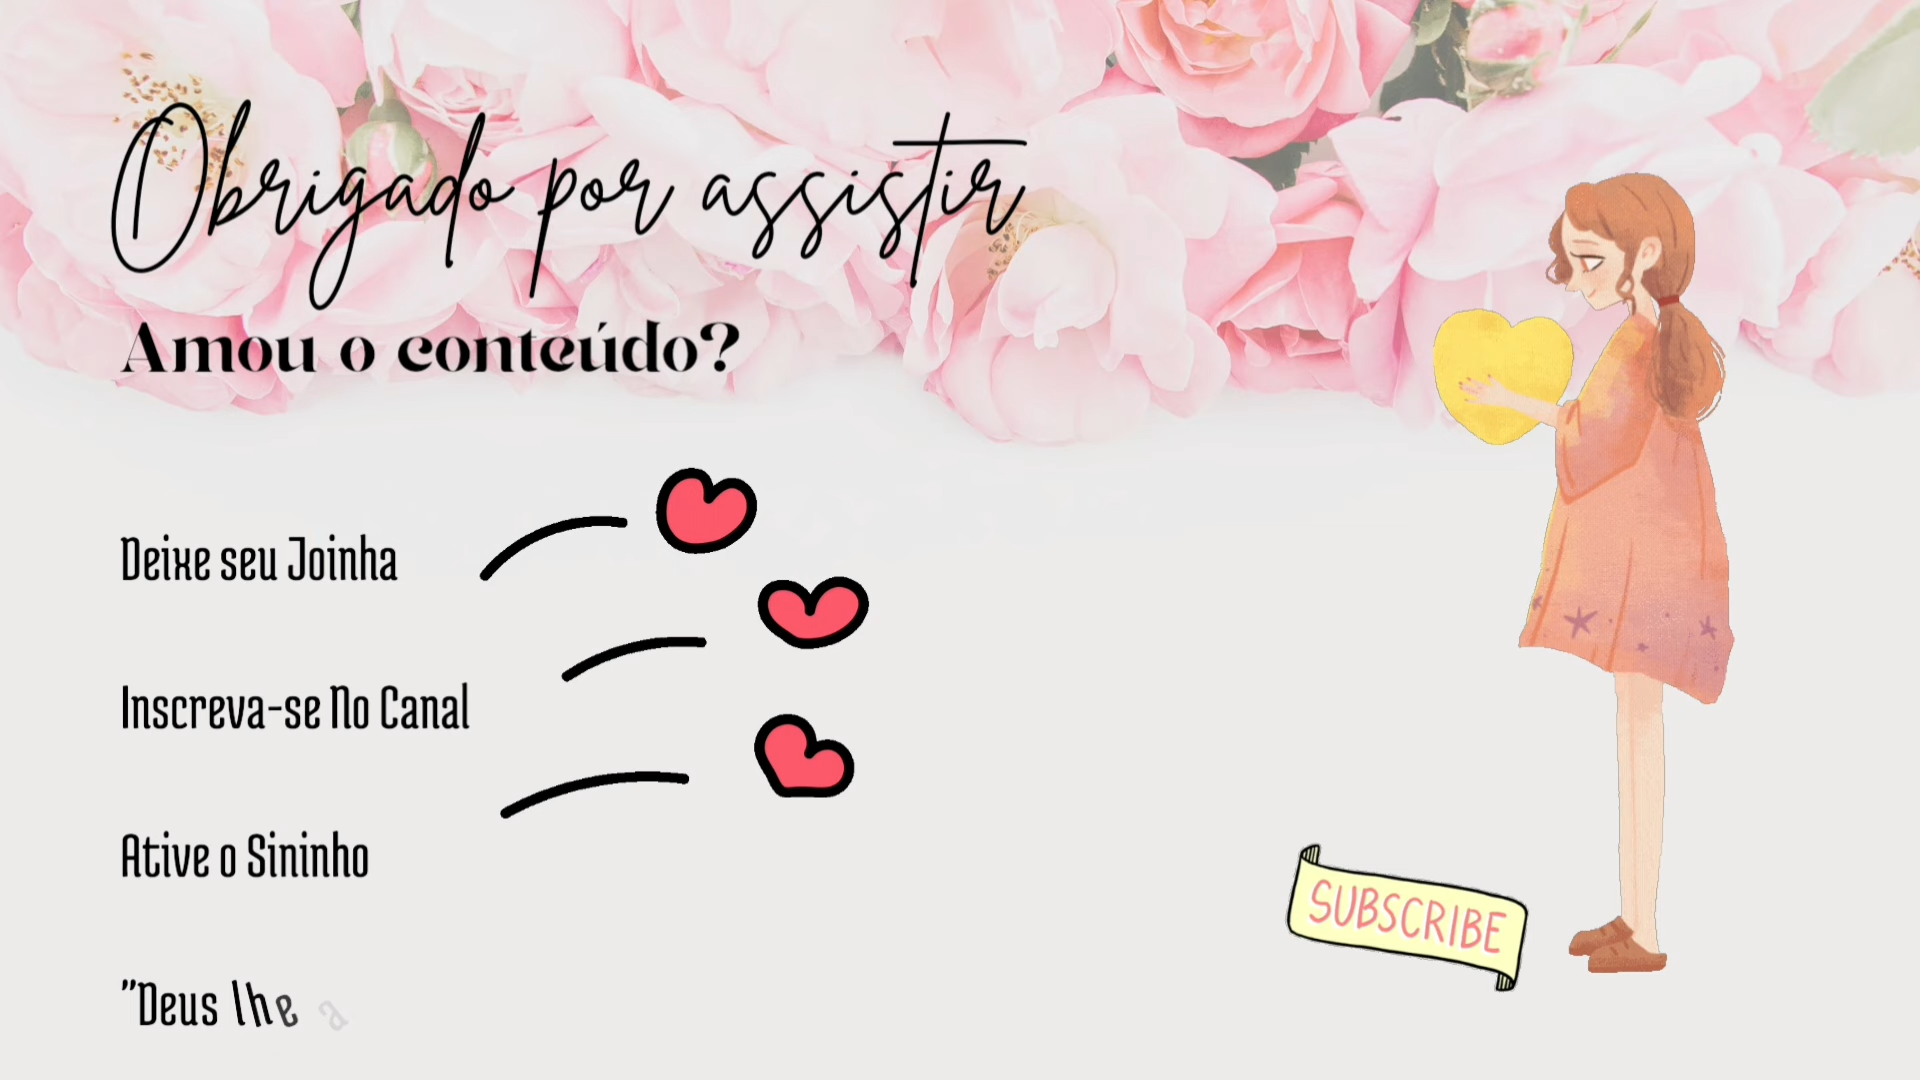 Obrigado por assistir
Amou o conteúdo?
Deixe seu Joinha
Inscreva-se No Canal
Ative o Sininho
SUBSCRIBE
"Deus lhe a